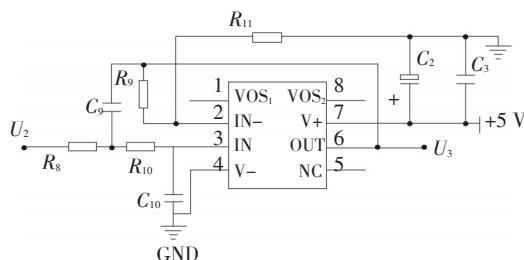 R11
R9
C2
C3
1
VOS1
VOS2
8
C9
+
2
IN-
V+
7
+5 V
U2
3
IN
OUT
6
U3
R8
R10
4
V-
NC
5
C10
GND